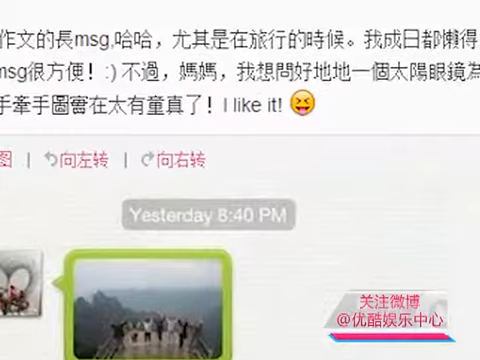 作文的長msg,哈哈，尤其是在旅行的時候。我成日都懶得
msg很方便！:) 不過，媽媽，我想問好地地一個太陽眼鏡為
手牽手圖案在太有童真了！I like it!
图 | 向左转 | 向右转
Yesterday 8:40 PM
关注微博
@优酷娱乐中心